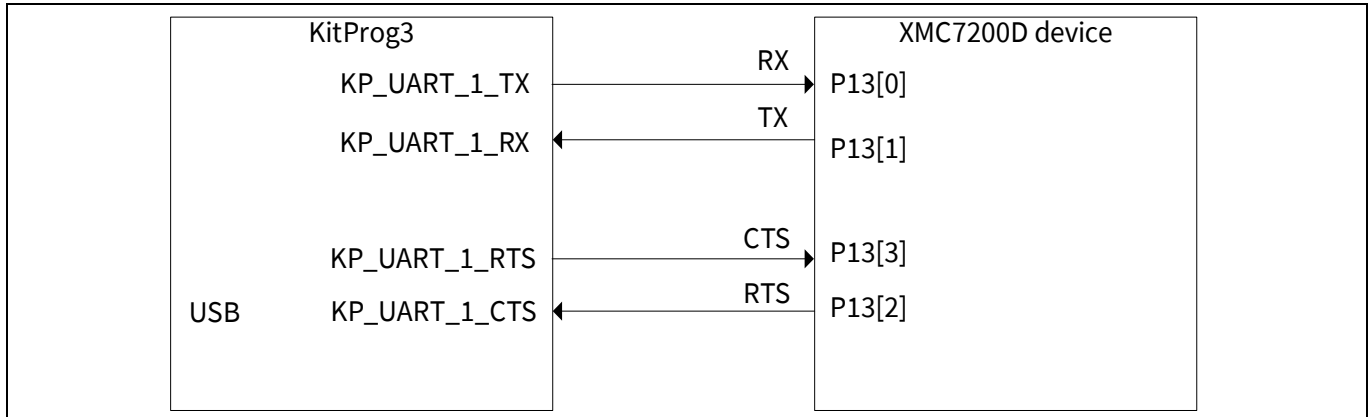 KitProg3
XMC7200D device
KP_UART_1_TX
RX
P13[0]
KP_UART_1_RX
TX
P13[1]
KP_UART_1_RTS
CTS
P13[3]
USB
KP_UART_1_CTS
RTS
P13[2]